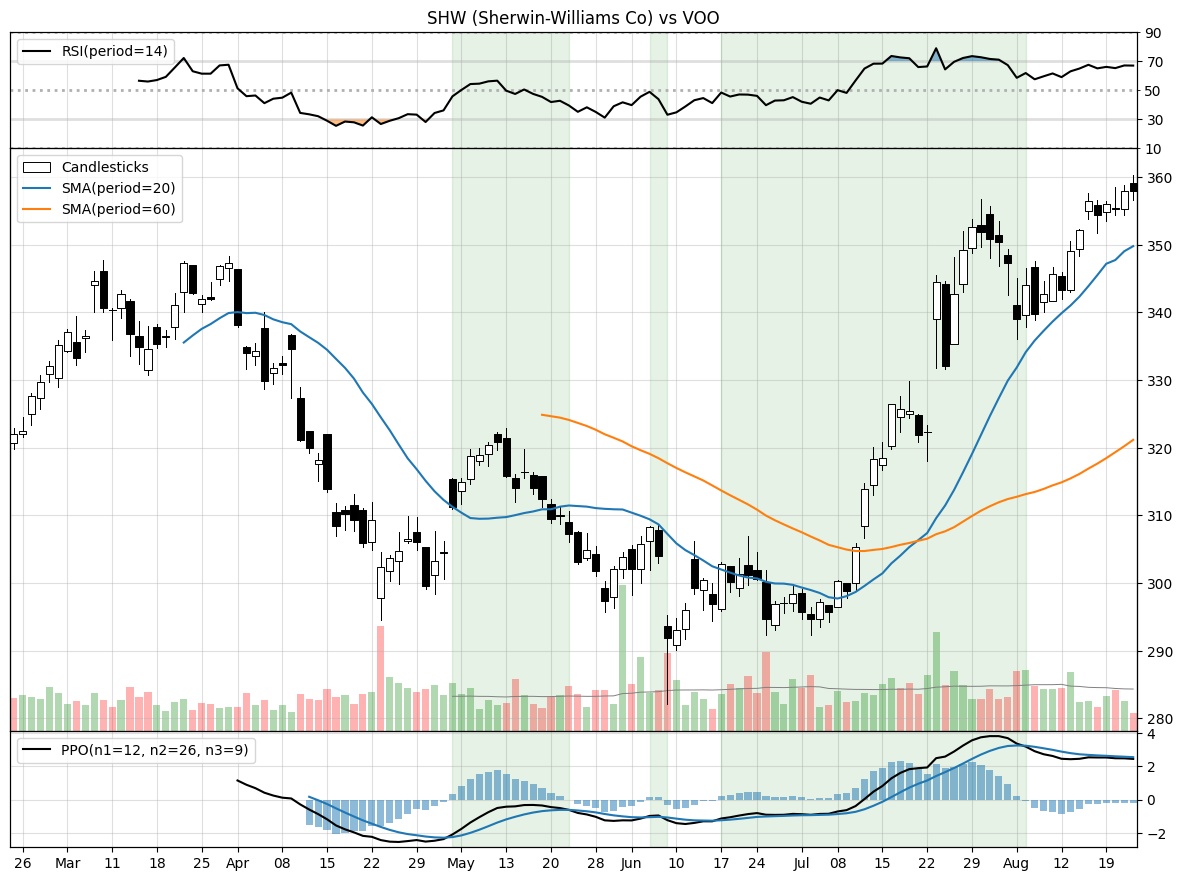 SHW (Sherwin-Williams Co) vs VOO
RSI(period=14)
90
70
50
30
10
Candlesticks
SMA(period=20)
SMA(period=60)
360
350
340
330
320
310
300
290
280
PPO(n1=12, n2=26, n3=9)
4
2
0
−2
26 Mar 11 18 25 Apr 08 15 22 29 May 13 20 28 Jun 10 17 24 Jul 08 15 22 29 Aug 12 19